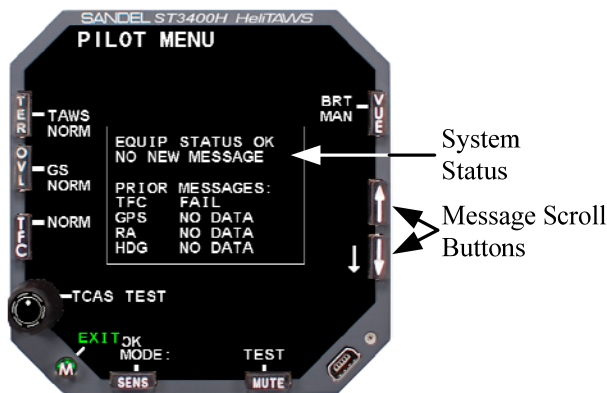 SANDEL ST3400H HeliTAWS
PILOT MENU
TER
TAWS
NORM
BRT
MAN
VUE
EQUIP STATUS OK
NO NEW MESSAGE
System
Status
OVL
GS
NORM
PRIOR MESSAGES:
TFC FAIL
GPS NO DATA
RA NO DATA
HDG NO DATA
Message Scroll
Buttons
TFC
NORM
TCAS TEST
EXIT
OK
MODE:
TEST
M
SENS
MUTE